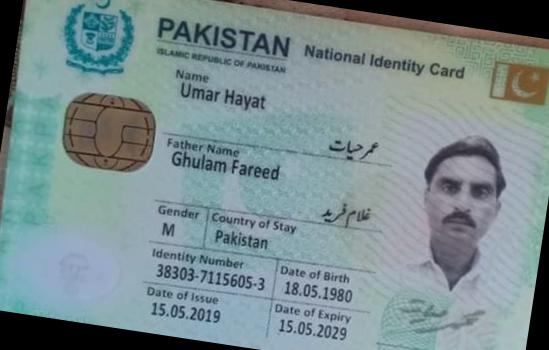 PAKISTAN National Identity Card
ISLAMIC REPUBLIC OF PAKISTAN
Name
Umar Hayat
عمر حیات
Father Name
Ghulam Fareed
غلام فرید
Gender Country of Stay
M Pakistan
Identity Number Date of Birth
38303-7115605-3 18.05.1980
Date of Issue Date of Expiry
15.05.2019 15.05.2029